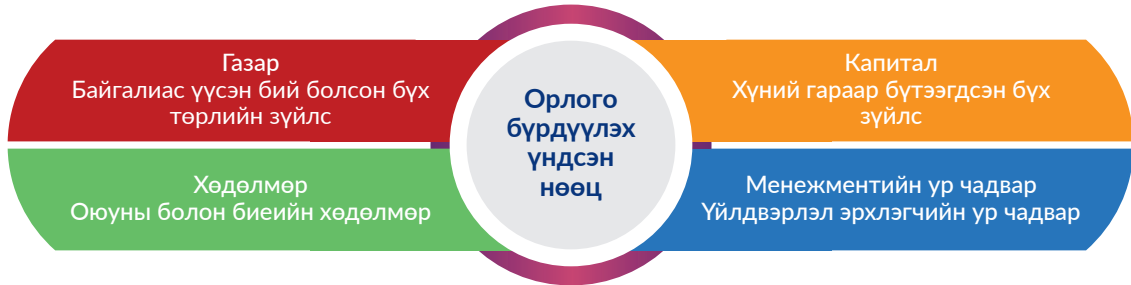 Газар
Байгалиас үүсэн бий болсон бүх
төрлийн зүйлс
Капитал
Хүний гараар бүтээгдсэн бүх
зүйлс
Орлого
бүрдүүлэх
үндсэн
нөөц
Хөдөлмөр
Оюуны болон биеийн хөдөлмөр
Менежментийн ур чадвар
Үйлдвэрлэл эрхлэгчийн ур чадвар